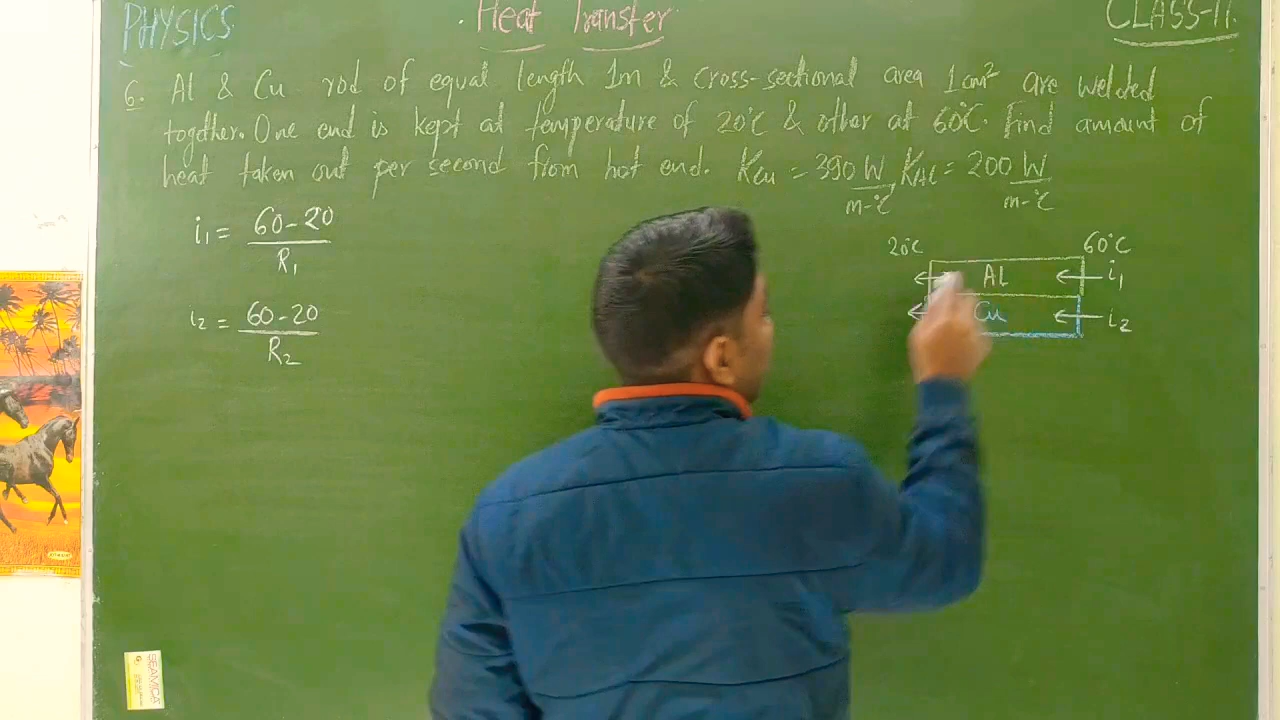 PHYSICS
Heat Transfer
CLASS-11.
6. Al & Cu rod of equal length 1m & cross-sectional area 1cm² are welded
together. One end is kept at temperature of 20°C & other at 60°C. Find amount of
heat taken out per second from hot end. K_Cu = 390 W/m-°C, K_Al = 200 W/m-°C
i₁ = 60-20/R₁
i₂ = 60-20/R₂
20°C 60°C
AL i₁
Cu i₂
SEAMICA